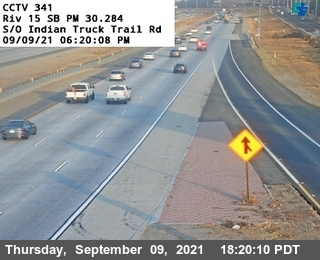 CCTV 341
Riv 15 SB PM 30.284
S/O Indian Truck Trail Rd
09/09/21 06:20:08 PM
Thursday, September 09, 2021 18:20:10 PDT